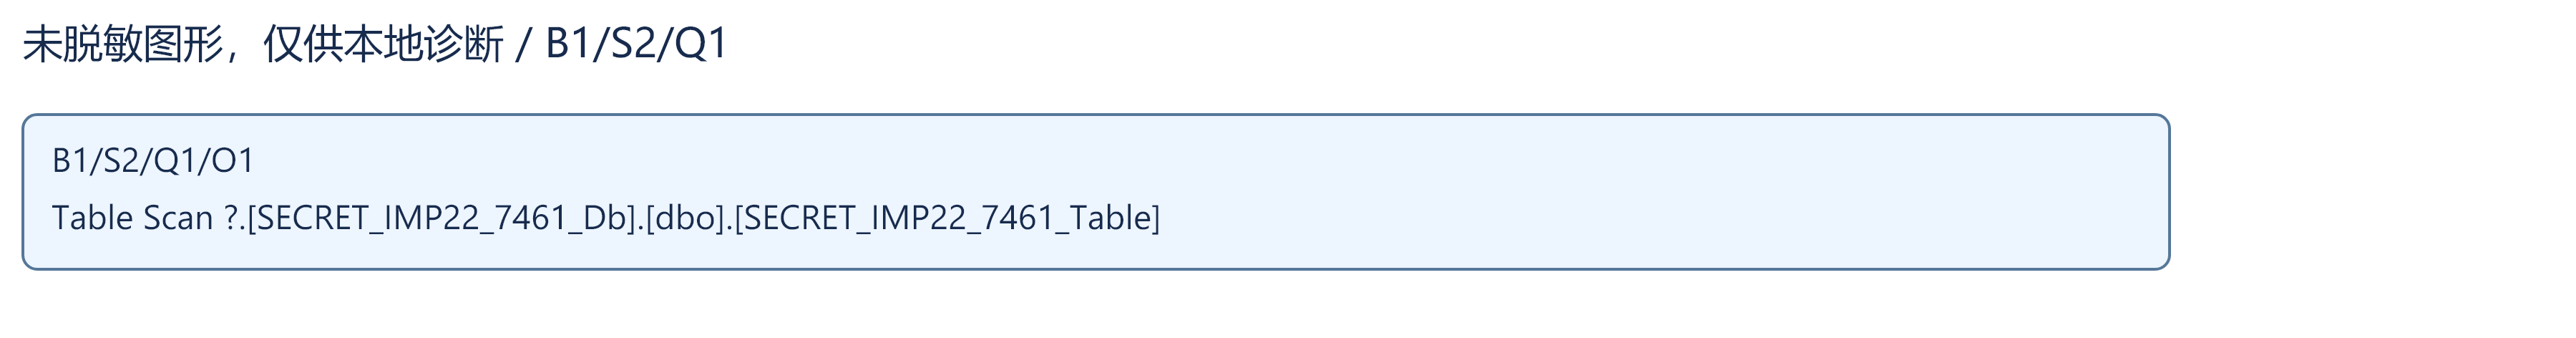 未脱敏图形，仅供本地诊断 / B1/S2/Q1
B1/S2/Q1/O1
Table Scan ?.[SECRET_IMP22_7461_Db].[dbo].[SECRET_IMP22_7461_Table]